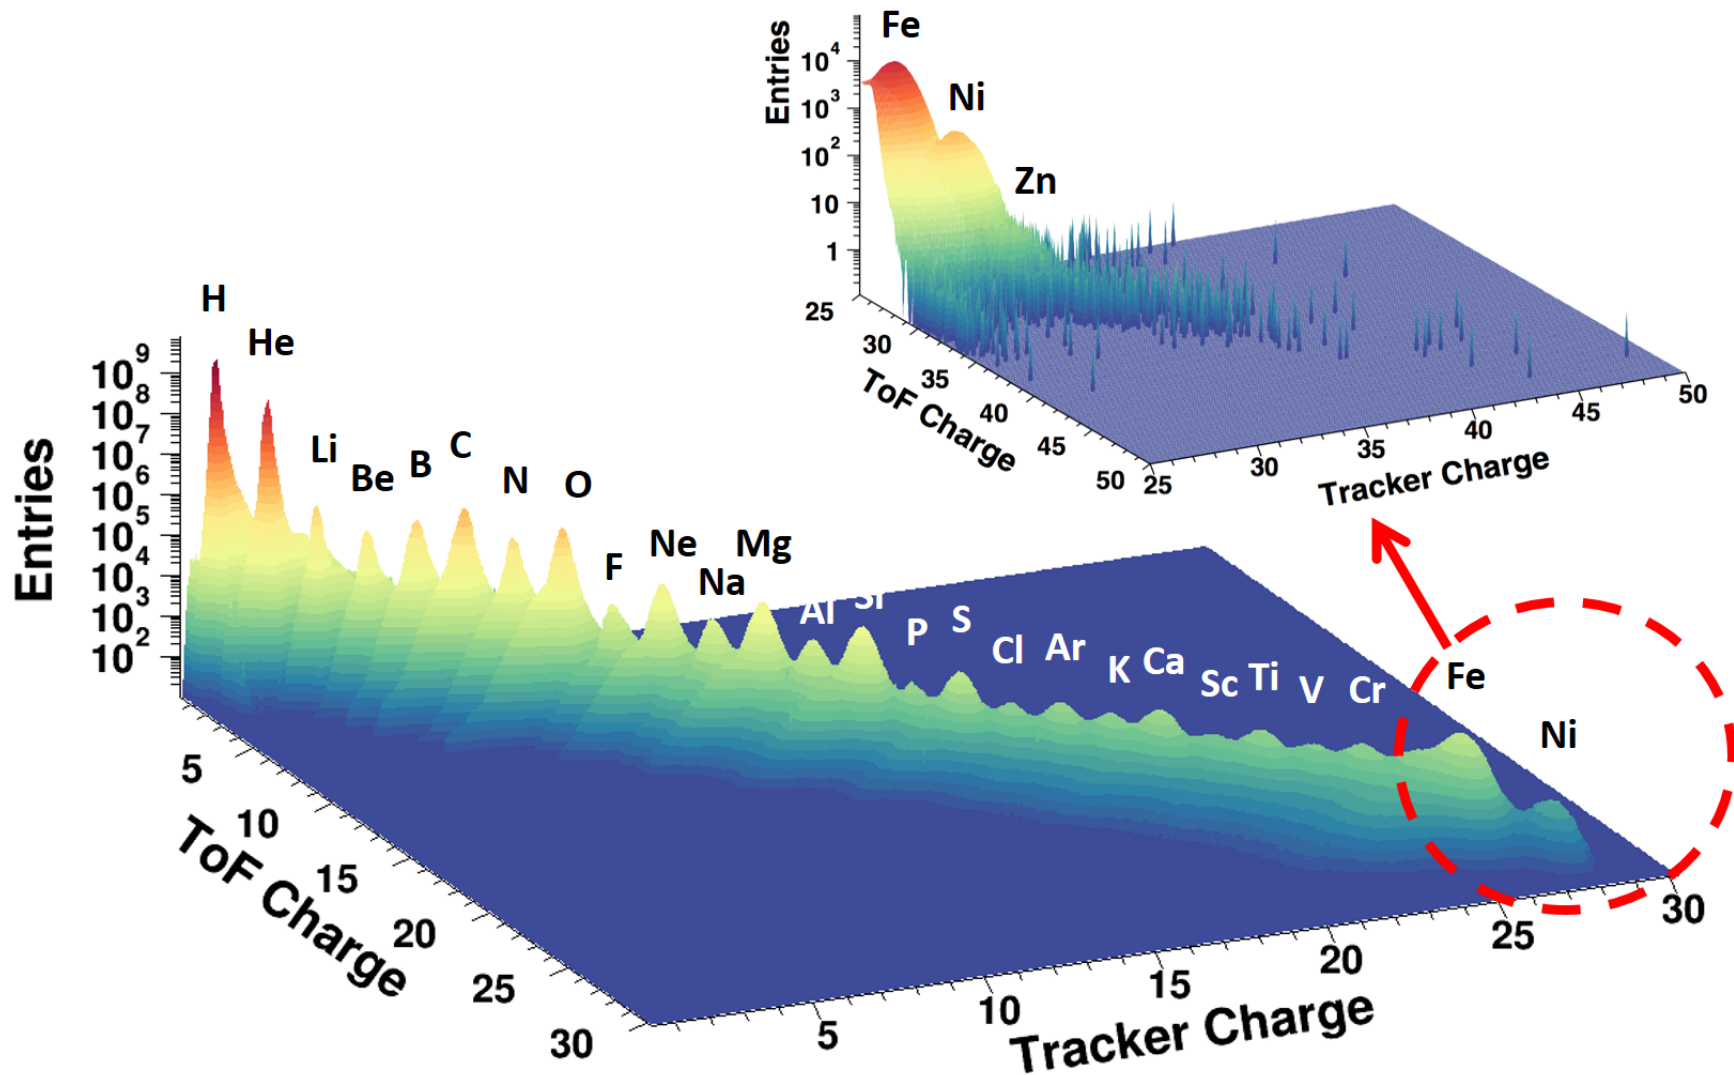 Fe
Entries
10^4
Ni
10^3
10^2
Zn
10
1
25
30
35
40
45
50
ToF Charge
25
30
35
40
45
50
Tracker Charge
H
He
10^9
10^8
10^7
10^6
10^5
10^4
10^3
10^2
Entries
Li
Be
B
C
N
O
F
Ne
Na
Mg
Al
Si
P
S
Cl
Ar
K
Ca
Sc
Ti
V
Cr
Fe
Ni
5
10
15
20
25
30
ToF Charge
5
10
15
20
25
30
Tracker Charge